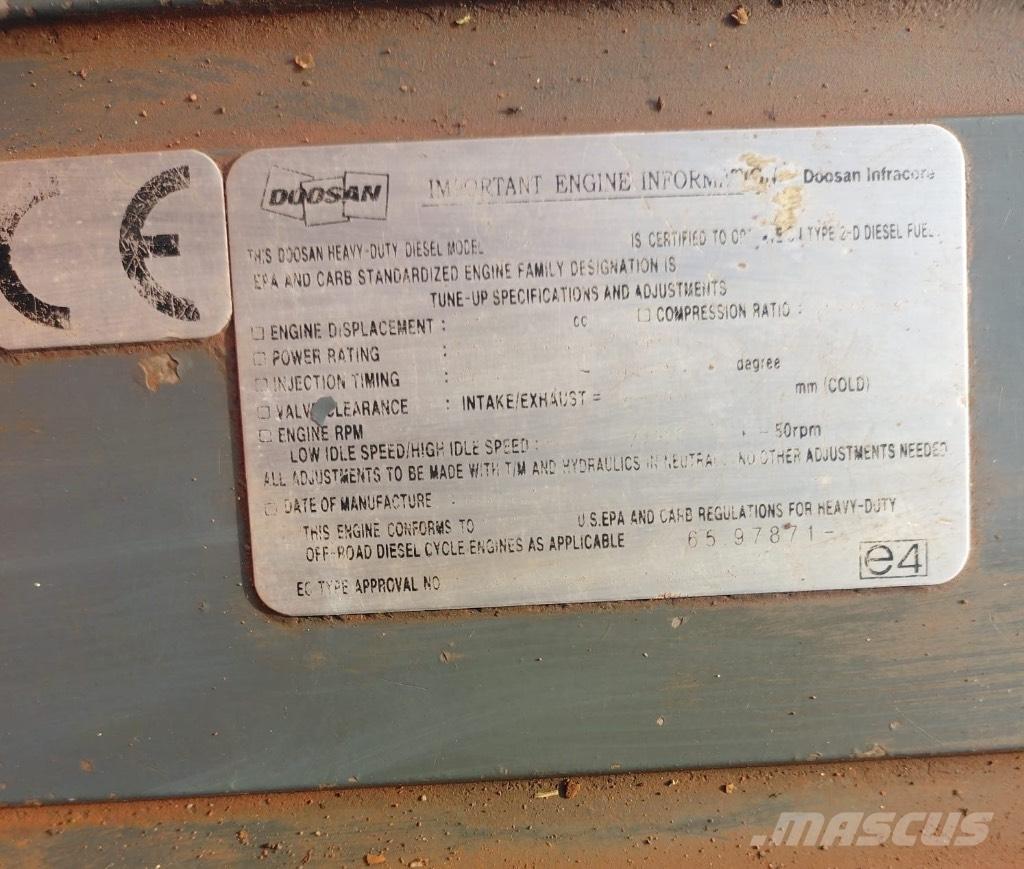 CE
DOOSAN IMPORTANT ENGINE INFORMATION Doosan Infracore
THIS DOOSAN HEAVY-DUTY DIESEL MODEL IS CERTIFIED TO OPERATE ON TYPE 2-D DIESEL FUEL.
EPA AND CARB STANDARDIZED ENGINE FAMILY DESIGNATION IS
TUNE-UP SPECIFICATIONS AND ADJUSTMENTS
ENGINE DISPLACEMENT : cc COMPRESSION RATIO :
POWER RATING :
INJECTION TIMING : degree
VALVE CLEARANCE : INTAKE/EXHAUST = mm (COLD)
ENGINE RPM
LOW IDLE SPEED/HIGH IDLE SPEED : 50rpm
ALL ADJUSTMENTS TO BE MADE WITH T/M AND HYDRAULICS IN NEUTRAL. NO OTHER ADJUSTMENTS NEEDED
DATE OF MANUFACTURE :
THIS ENGINE CONFORMS TO U.S.EPA AND CARB REGULATIONS FOR HEAVY-DUTY
OFF-ROAD DIESEL CYCLE ENGINES AS APPLICABLE 65.97871-
EC TYPE APPROVAL NO e4
.MASCUS